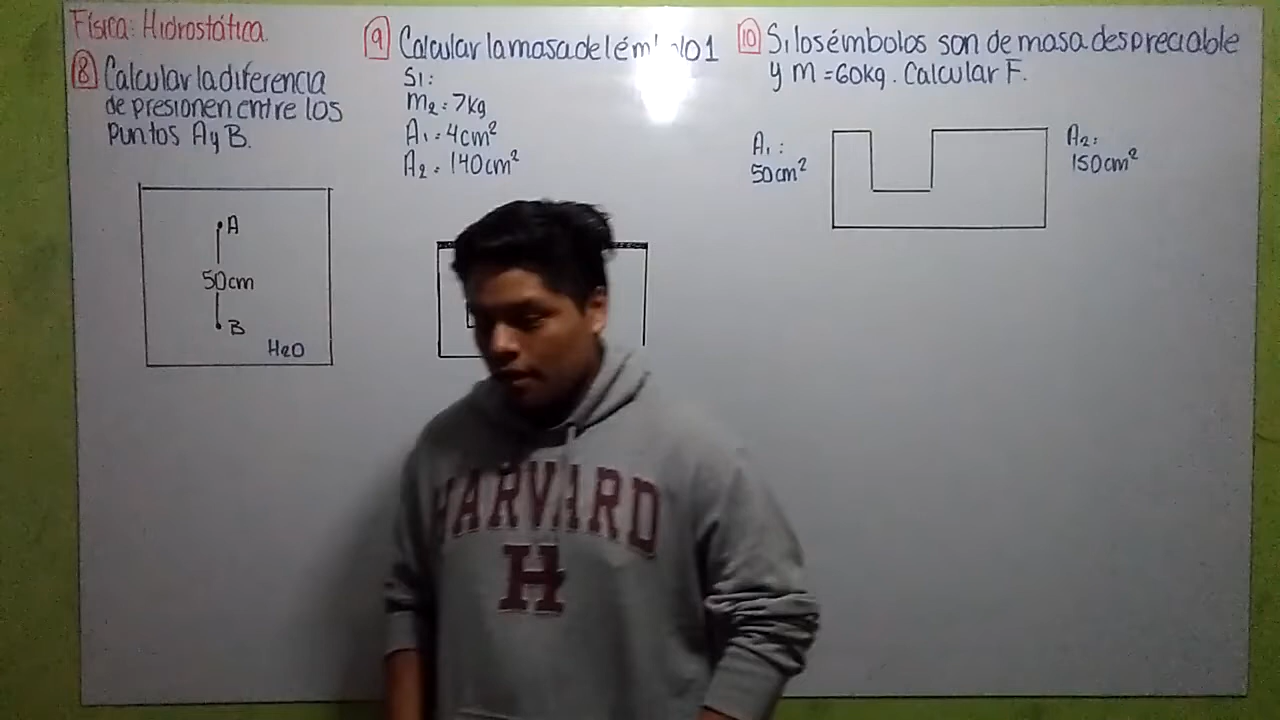 Física: Hidrostática.
8 Calcular la diferencia
de presionen entre los
puntos A y B.
A
50cm
B
H2O
9 Calcular la masa del 1
Si:
m2 = 7kg
A1 = 4cm²
A2 = 140cm²
10 Si los émbolos son de masa despreciable
y m = 60kg. Calcular F.
A1 :
50cm²
A2 :
150cm²
HARVARD
H